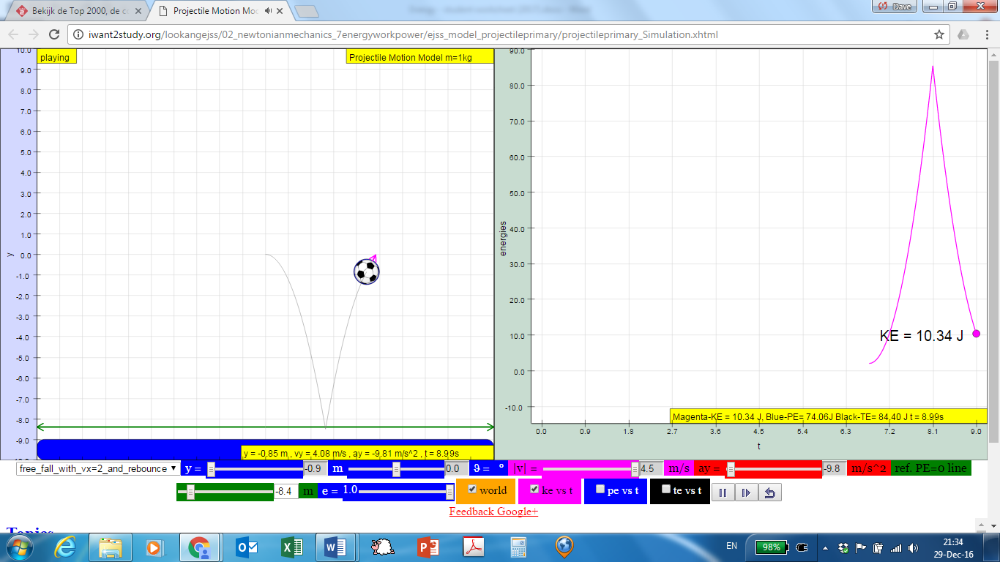 Bekijk de Top 2000, de co
Projectile Motion Mod
Dave
iwant2study.org/lookangejss/02_newtonianmechanics_7energyworkpower/ejss_model_projectileprimary/projectileprimary_Simulation.xhtml
10.0
9.0
8.0
7.0
6.0
5.0
4.0
3.0
2.0
1.0
0.0
-1.0
-2.0
-3.0
-4.0
-5.0
-6.0
-7.0
-8.0
-9.0
y
playing
Projectile Motion Model m=1kg
y = -0,85 m , vy = 4.08 m/s , ay = -9,81 m/s^2 , t = 8.99s
90.0
80.0
70.0
60.0
50.0
40.0
30.0
20.0
10.0
0.0
-10.0
energies
KE = 10.34 J
Magenta-KE = 10.34 J, Blue-PE= 74.06J Black-TE= 84,40 J t = 8.99s
0.0 0.9 1.8 2.7 3.6 4.5 5.4 6.3 7.2 8.1 9.0
t
free_fall_with_vx=2_and_rebounce y = -0.9 m 0.0 ϑ = ° |v| = 4.5 m/s ay = -9.8 m/s^2 ref. PE=0 line
-8.4 m e = 1.0 world ke vs t pe vs t te vs t
Feedback Google+
Topics
EN 98% 21:34
29-Dec-16